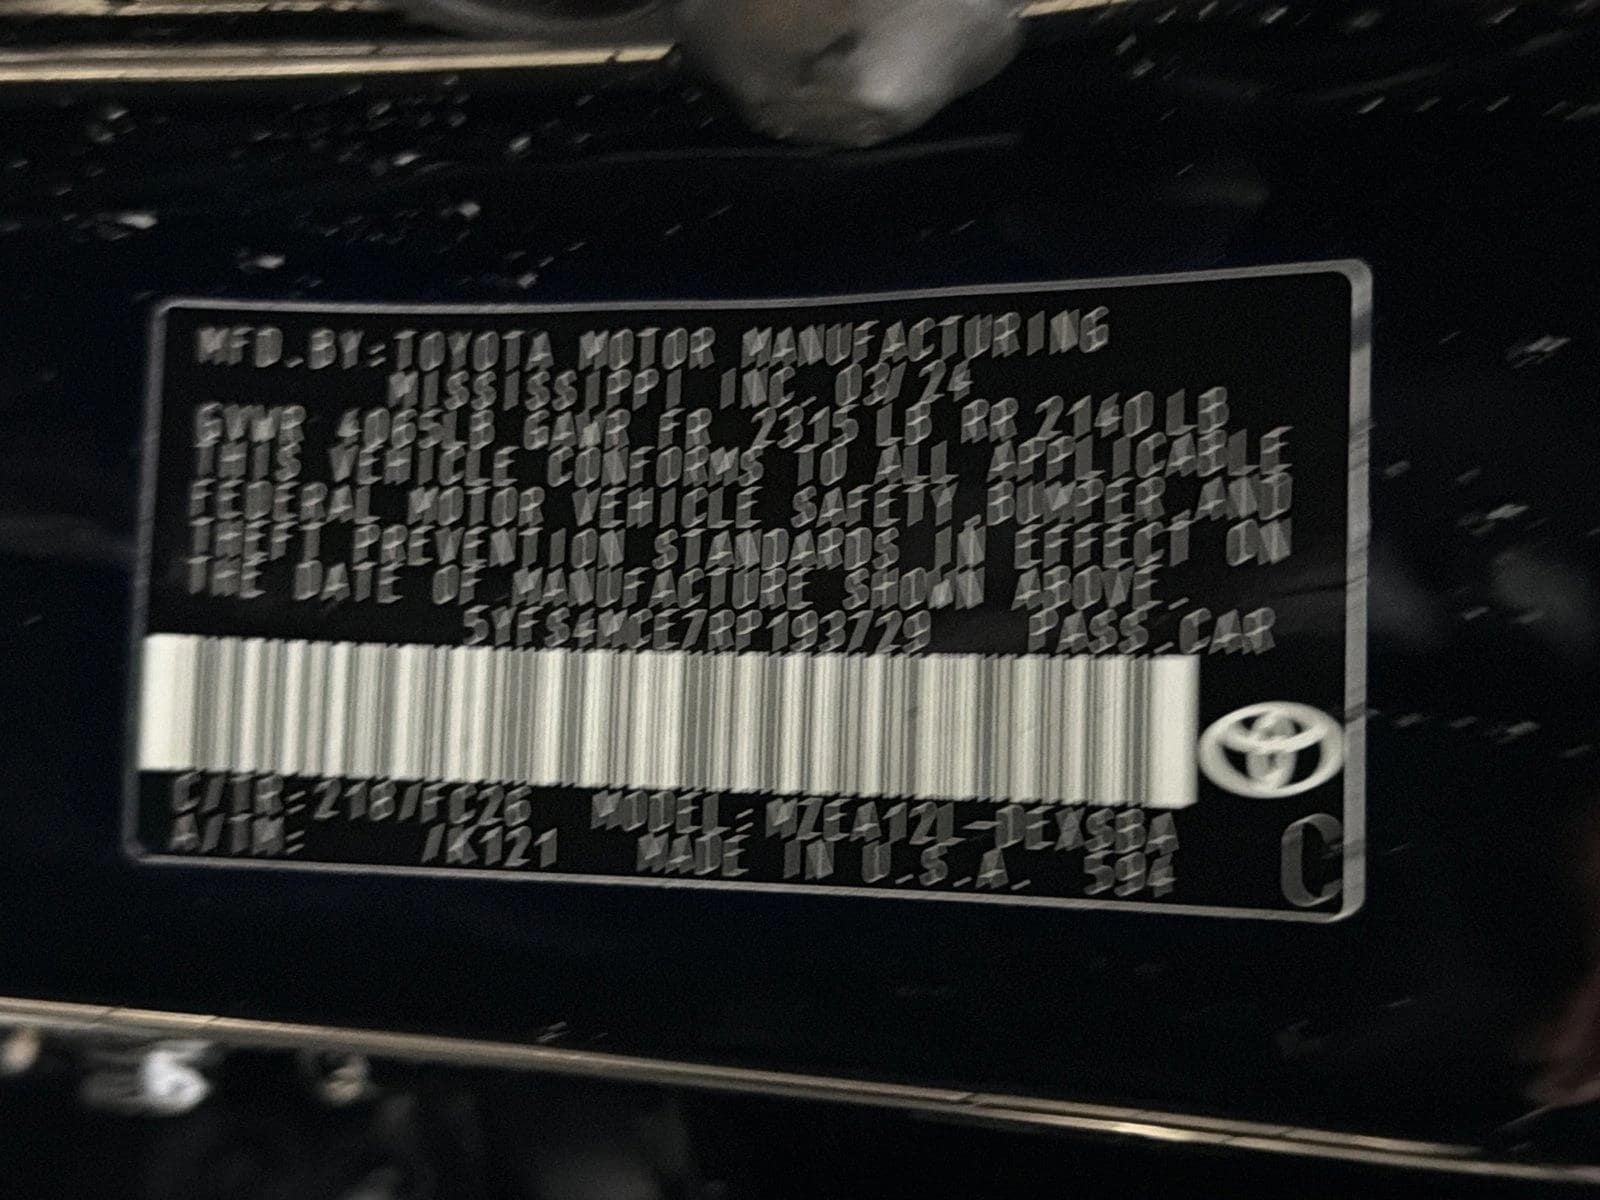 MFD.BY:TOYOTA MOTOR MANUFACTURING
MISSISSIPPI INC. 03/24
GVWR 4065LB GAWR FR 2315 LB RR 2140 LB
THIS VEHICLE CONFORMS TO ALL APPLICABLE
FEDERAL MOTOR VEHICLE SAFETY,BUMPER AND
THEFT PREVENTION STANDARDS IN EFFECT ON
THE DATE OF MANUFACTURE SHOWN ABOVE.
5YFS4MCE7RP193729 PASS.CAR
C/TR:218/FC26 MODEL:MZEA12L-DEXSBA
A/TM: /K121 MADE IN U.S.A. 594
C